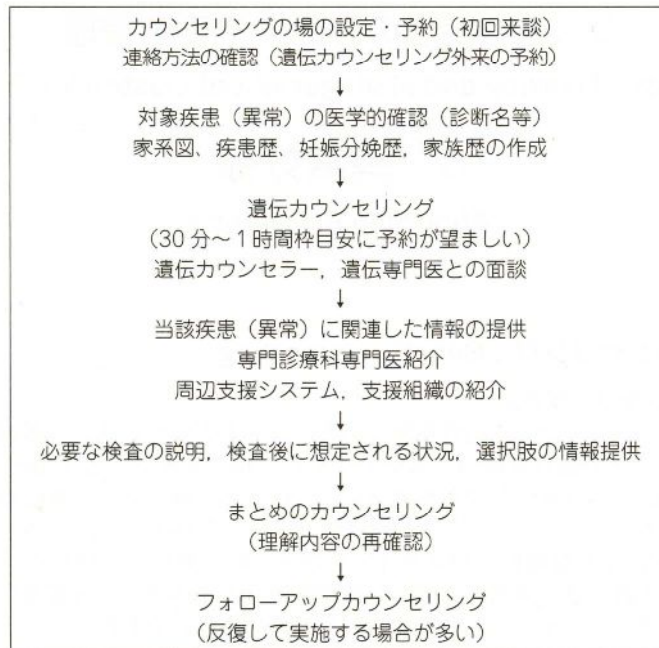 カウンセリングの場の設定・予約（初回来談）
連絡方法の確認（遺伝カウンセリング外来の予約）
↓
対象疾患（異常）の医学的確認（診断名等）
家系図、疾患歴、妊娠分娩歴，家族歴の作成
↓
遺伝カウンセリング
（30分～1時間枠目安に予約が望ましい）
遺伝カウンセラー，遺伝専門医との面談
↓
当該疾患（異常）に関連した情報の提供
専門診療科専門医紹介
周辺支援システム，支援組織の紹介
↓
必要な検査の説明，検査後に想定される状況，選択肢の情報提供
↓
まとめのカウンセリング
（理解内容の再確認）
↓
フォローアップカウンセリング
（反復して実施する場合が多い）